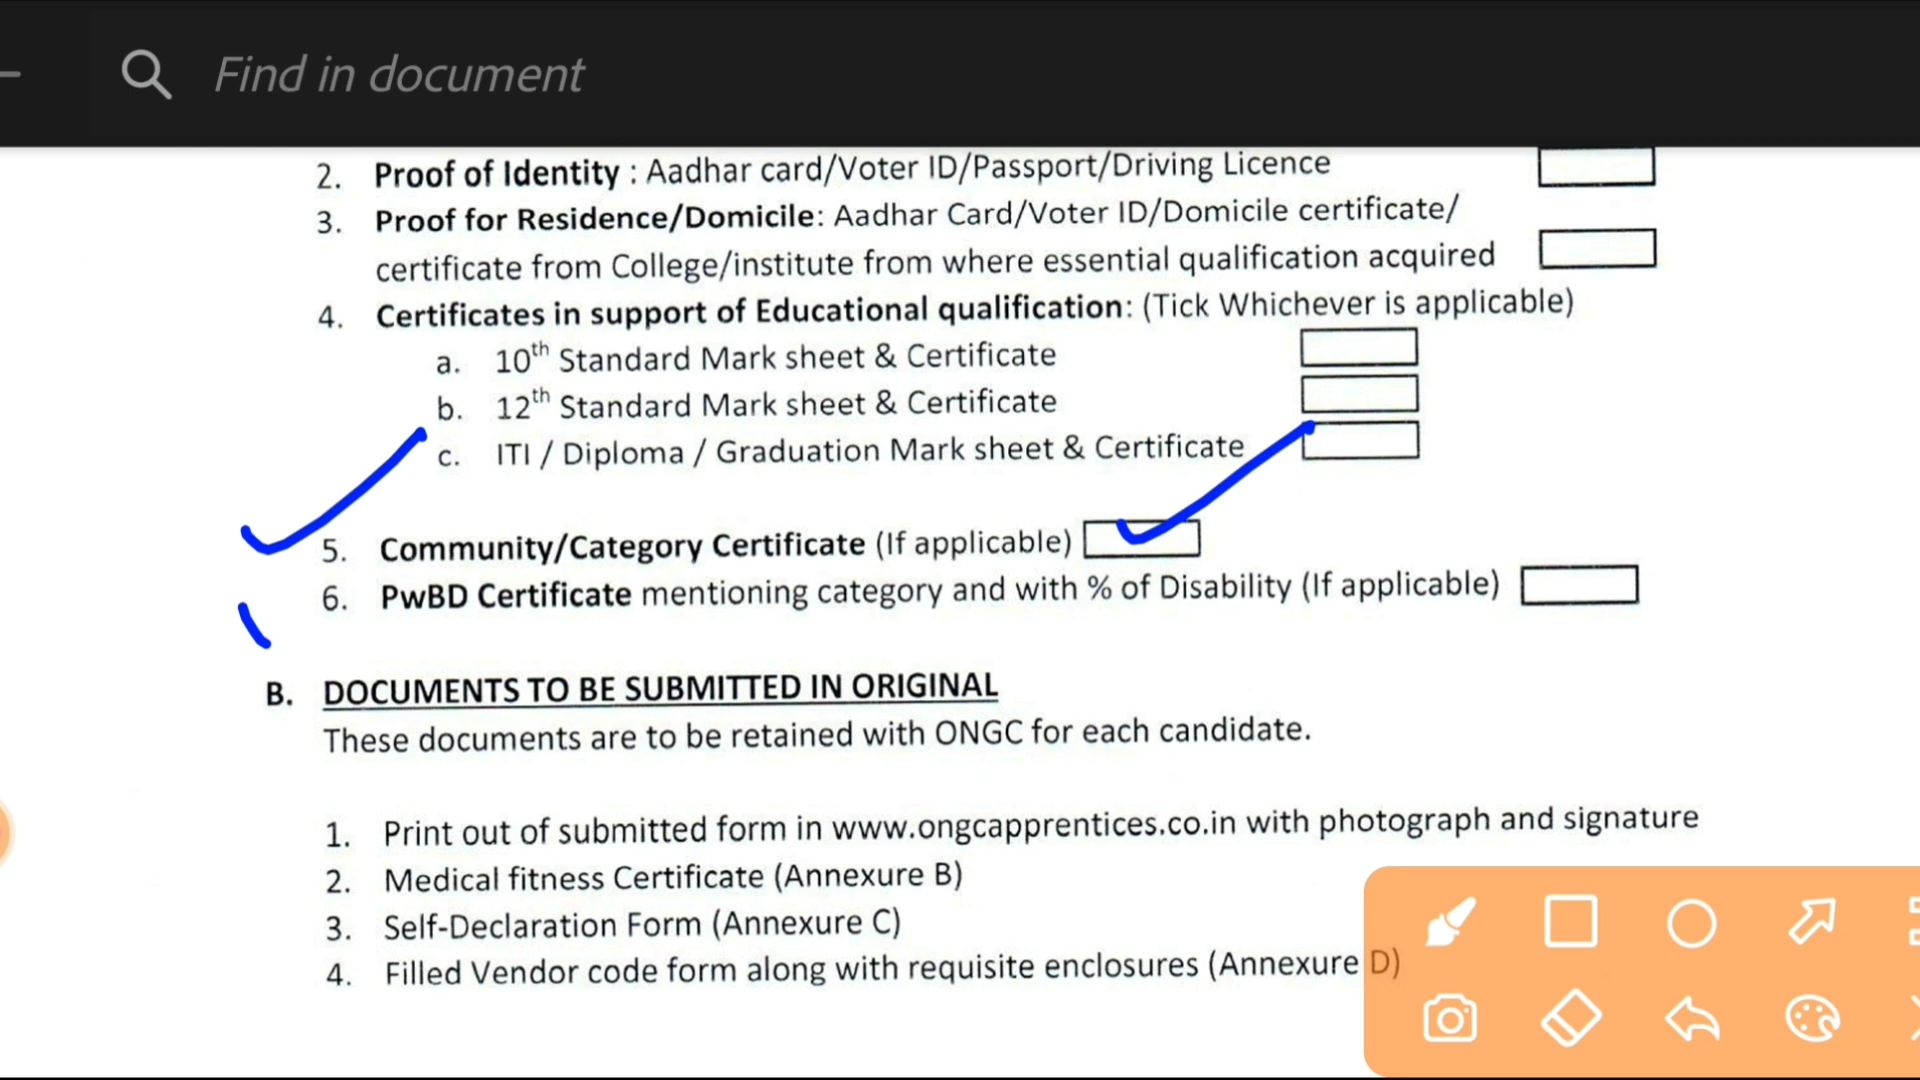 Find in document
2. Proof of Identity : Aadhar card/Voter ID/Passport/Driving Licence
3. Proof for Residence/Domicile: Aadhar Card/Voter ID/Domicile certificate/
certificate from College/institute from where essential qualification acquired
4. Certificates in support of Educational qualification: (Tick Whichever is applicable)
a. 10th Standard Mark sheet & Certificate
b. 12th Standard Mark sheet & Certificate
c. ITI / Diploma / Graduation Mark sheet & Certificate
5. Community/Category Certificate (If applicable)
6. PwBD Certificate mentioning category and with % of Disability (If applicable)
B. DOCUMENTS TO BE SUBMITTED IN ORIGINAL
These documents are to be retained with ONGC for each candidate.
1. Print out of submitted form in www.ongcapprentices.co.in with photograph and signature
2. Medical fitness Certificate (Annexure B)
3. Self-Declaration Form (Annexure C)
4. Filled Vendor code form along with requisite enclosures (Annexure D)